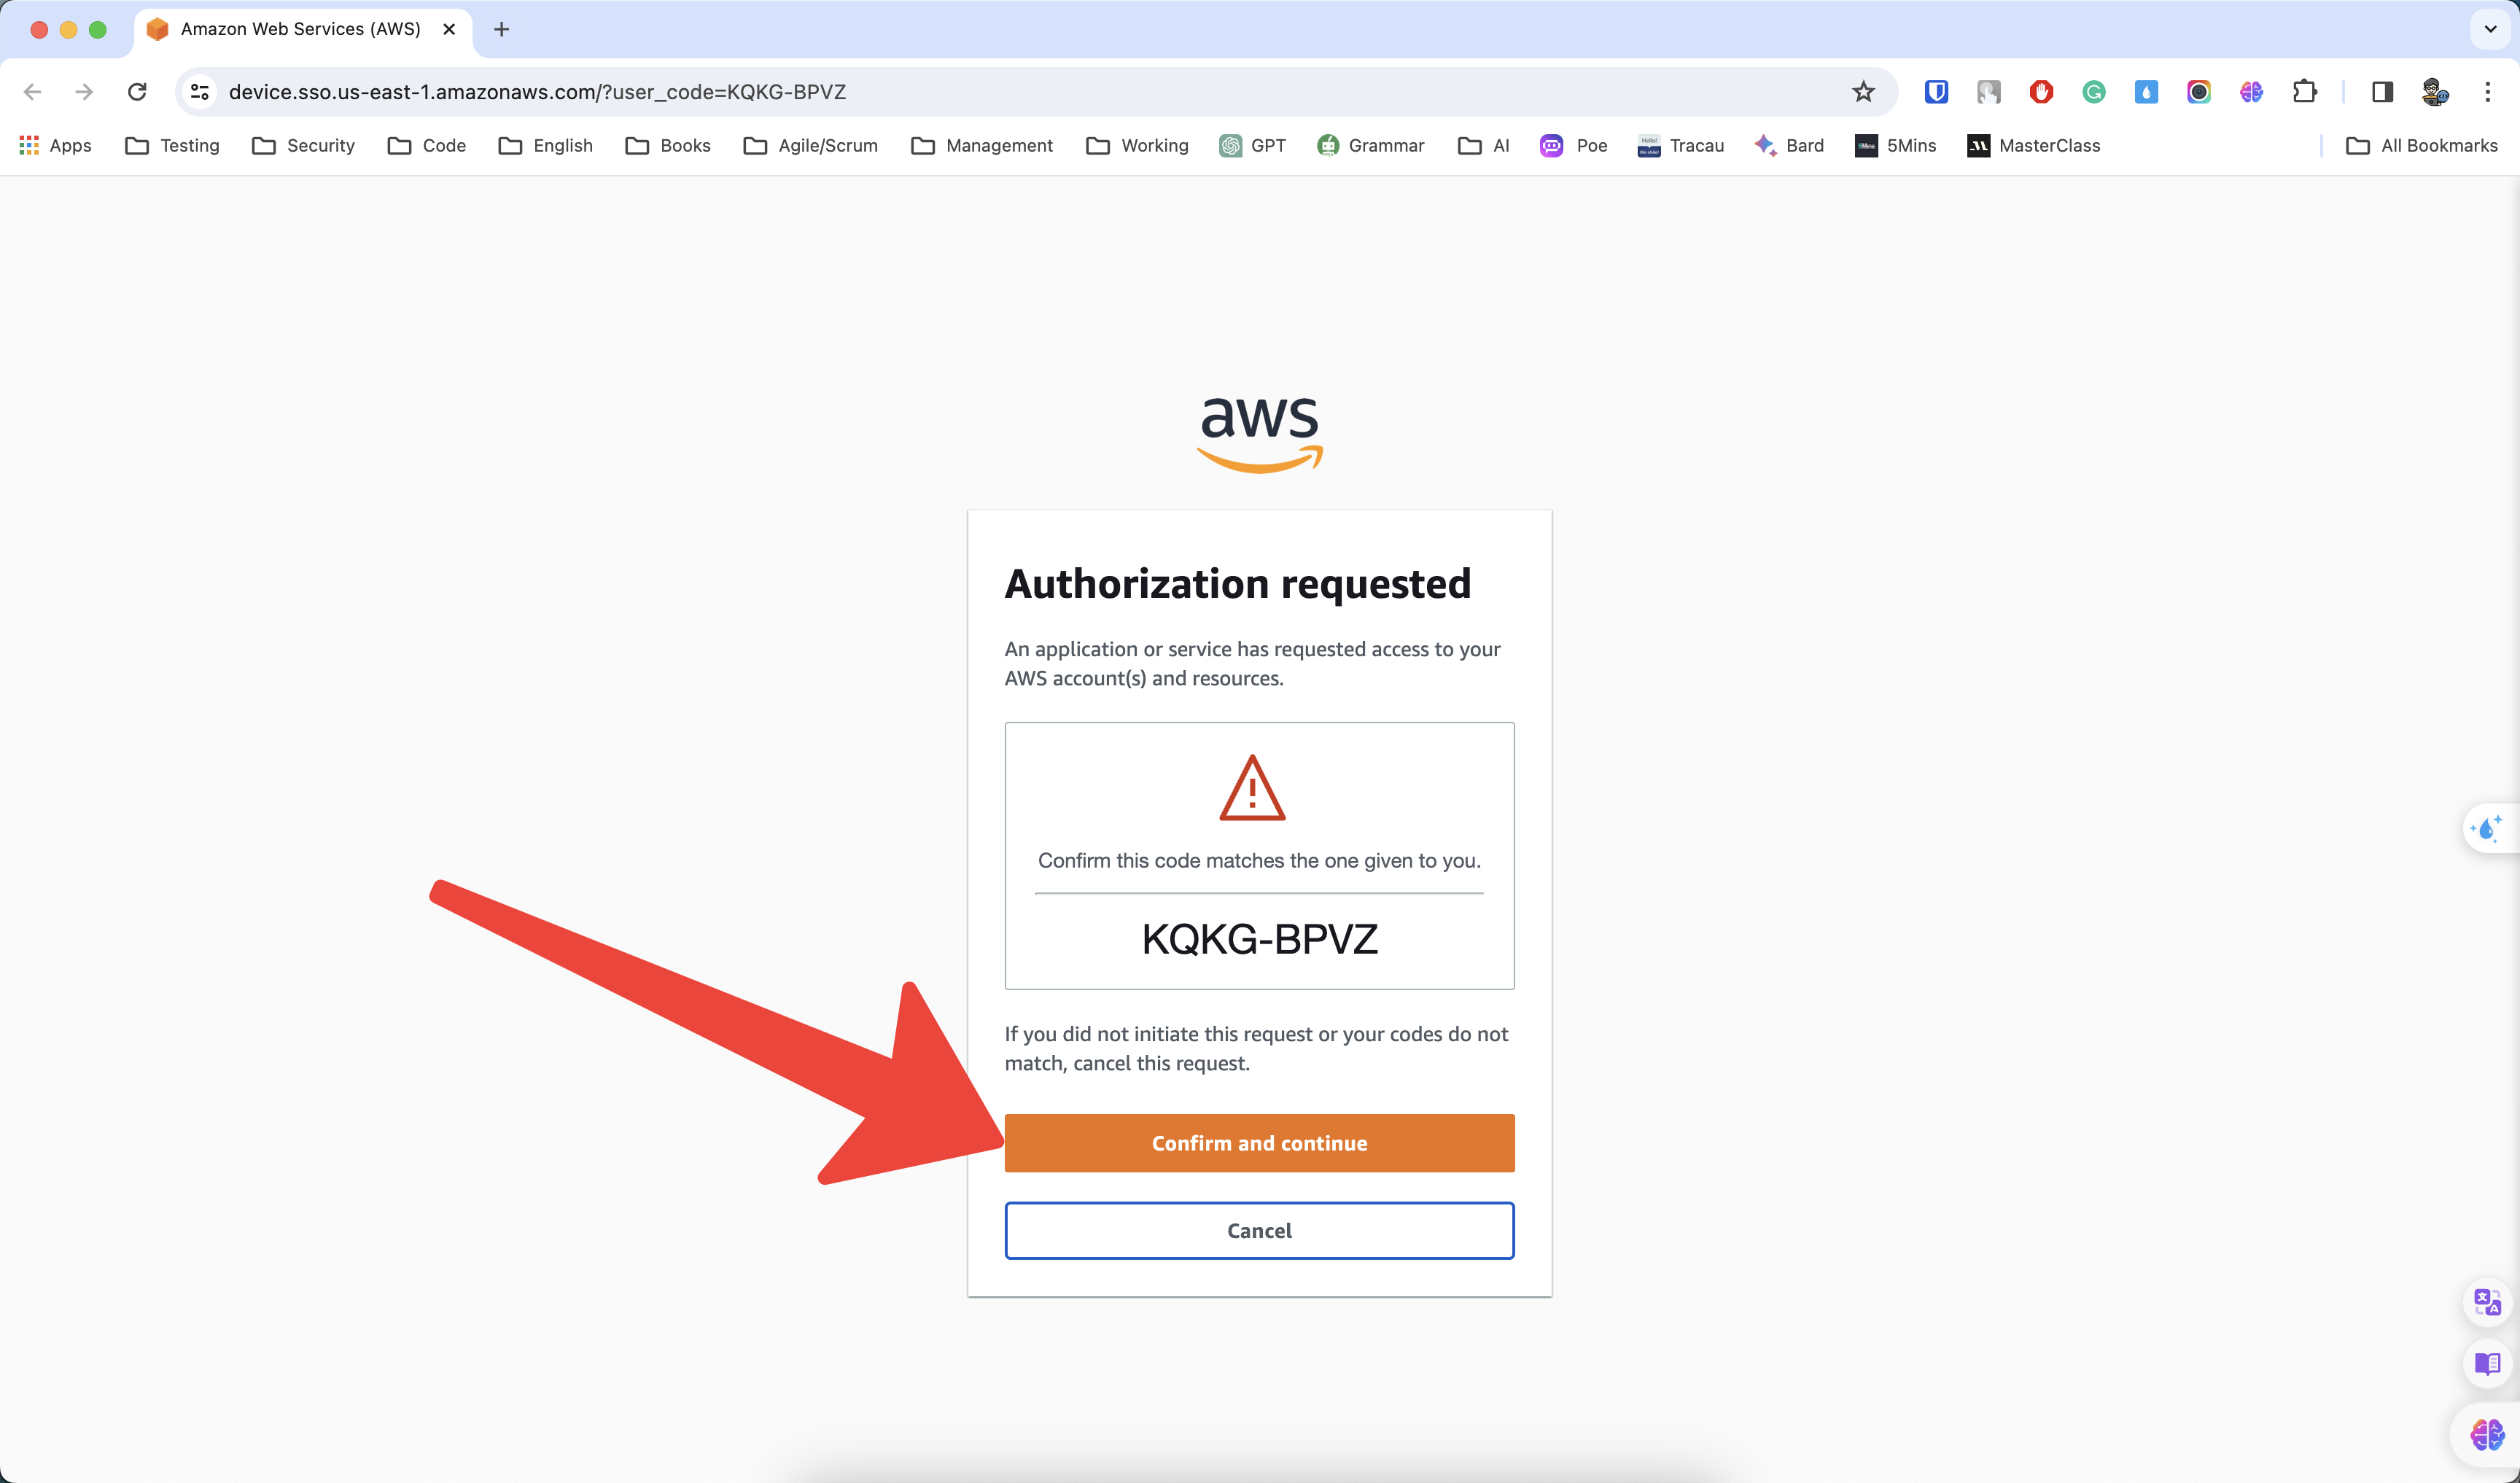 Amazon Web Services (AWS)
device.sso.us-east-1.amazonaws.com/?user_code=KQKG-BPVZ
Apps Testing Security Code English Books Agile/Scrum Management Working GPT Grammar AI Poe Tracau Bard 5Mins MasterClass All Bookmarks
aws
Authorization requested
An application or service has requested access to your
AWS account(s) and resources.
Confirm this code matches the one given to you.
KQKG-BPVZ
If you did not initiate this request or your codes do not
match, cancel this request.
Confirm and continue
Cancel